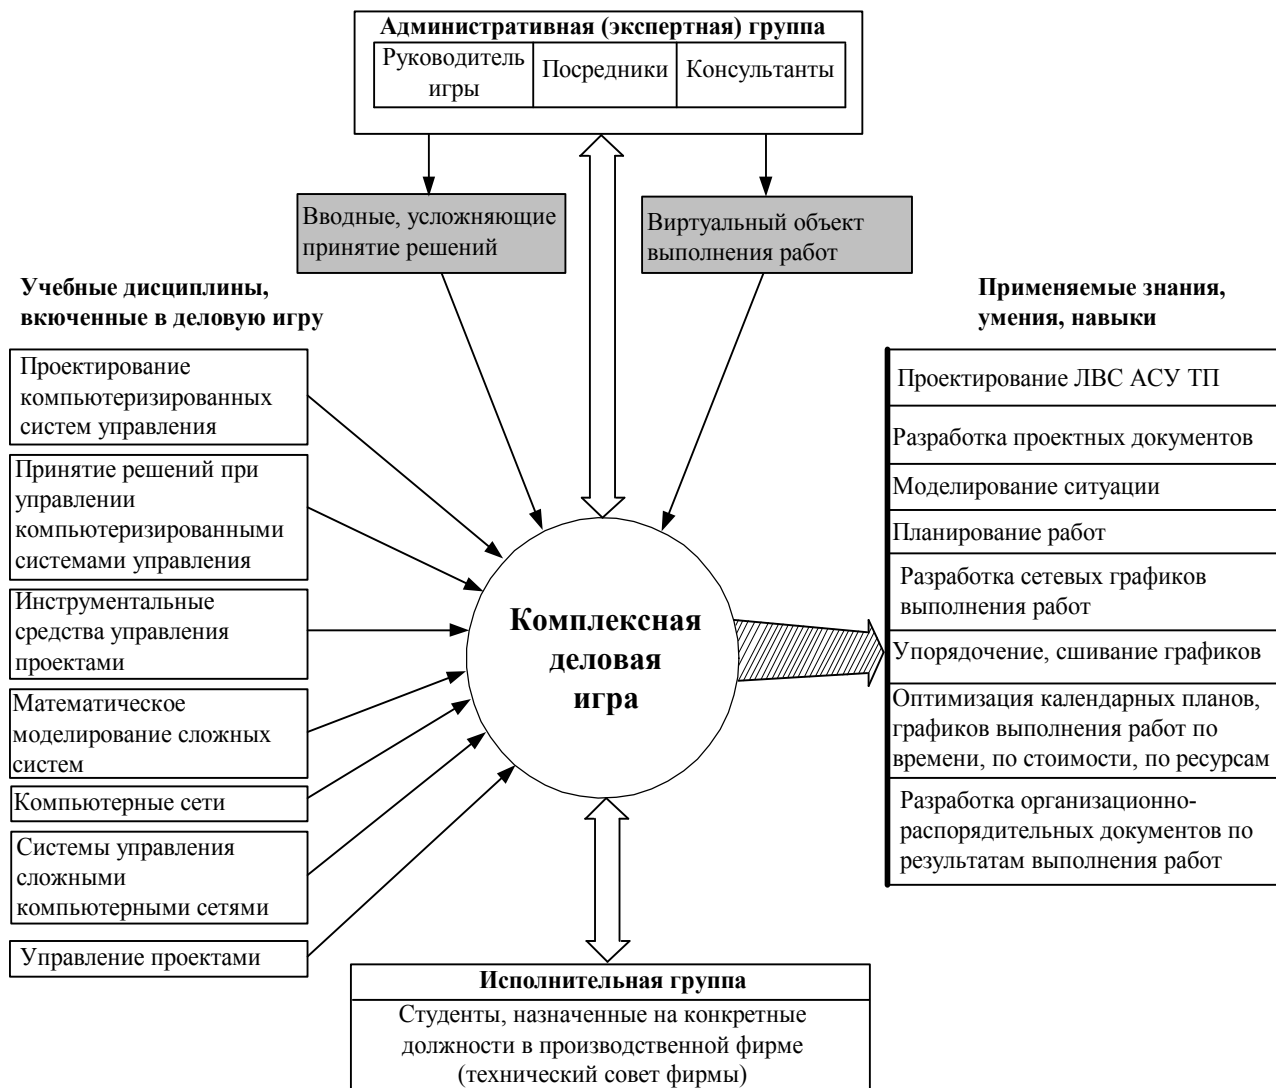 Административная (экспертная) группа
Руководитель
игры
Посредники
Консультанты
Вводные, усложняющие
принятие решений
Виртуальный объект
выполнения работ
Учебные дисциплины,
вкюченные в деловую игру
Проектирование
компьютеризированных
систем управления
Принятие решений при
управлении
компьютеризированными
системами управления
Инструментальные
средства управления
проектами
Математическое
моделирование сложных
систем
Компьютерные сети
Системы управления
сложными
компьютерными сетями
Управление проектами
Комплексная
деловая
игра
Применяемые знания,
умения, навыки
Проектирование ЛВС АСУ ТП
Разработка проектных документов
Моделирование ситуации
Планирование работ
Разработка сетевых графиков
выполнения работ
Упорядочение, сшивание графиков
Оптимизация календарных планов,
графиков выполнения работ по
времени, по стоимости, по ресурсам
Разработка организационно-
распорядительных документов по
результатам выполнения работ
Исполнительная группа
Студенты, назначенные на конкретные
должности в производственной фирме
(технический совет фирмы)